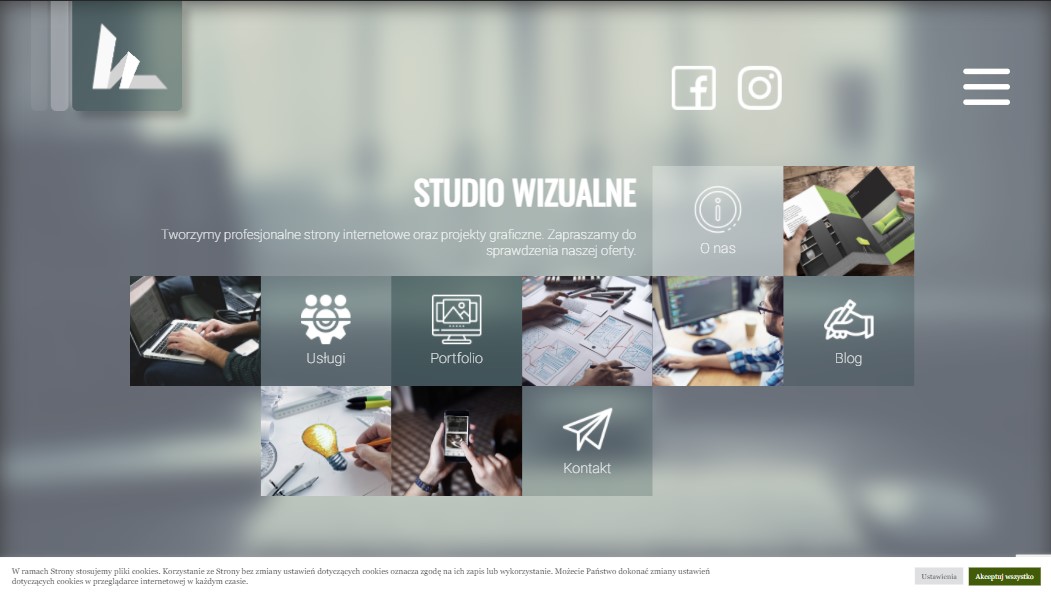 STUDIO WIZUALNE
Tworzymy profesjonalne strony internetowe oraz projekty graficzne. Zapraszamy do
sprawdzenia naszej oferty.
O nas
Usługi
Portfolio
Blog
Kontakt
W ramach Strony stosujemy pliki cookies. Korzystanie ze Strony bez zmiany ustawień dotyczących cookies oznacza zgodę na ich zapis lub wykorzystanie. Możecie Państwo dokonać zmiany ustawień
dotyczących cookies w przeglądarce internetowej w każdym czasie.
Ustawienia
Akceptuj wszystko